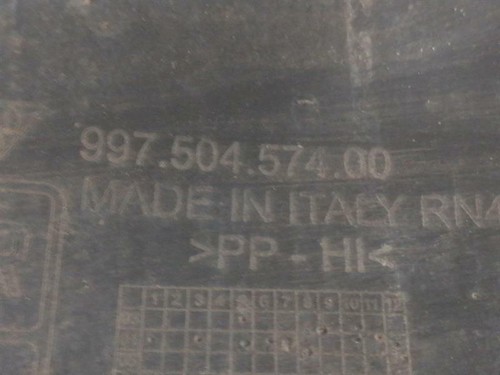 997.504.574.00
MADE IN ITALY RN4
>PP - HI<
1 2 3 4 5 6 7 8 9 10 11 12